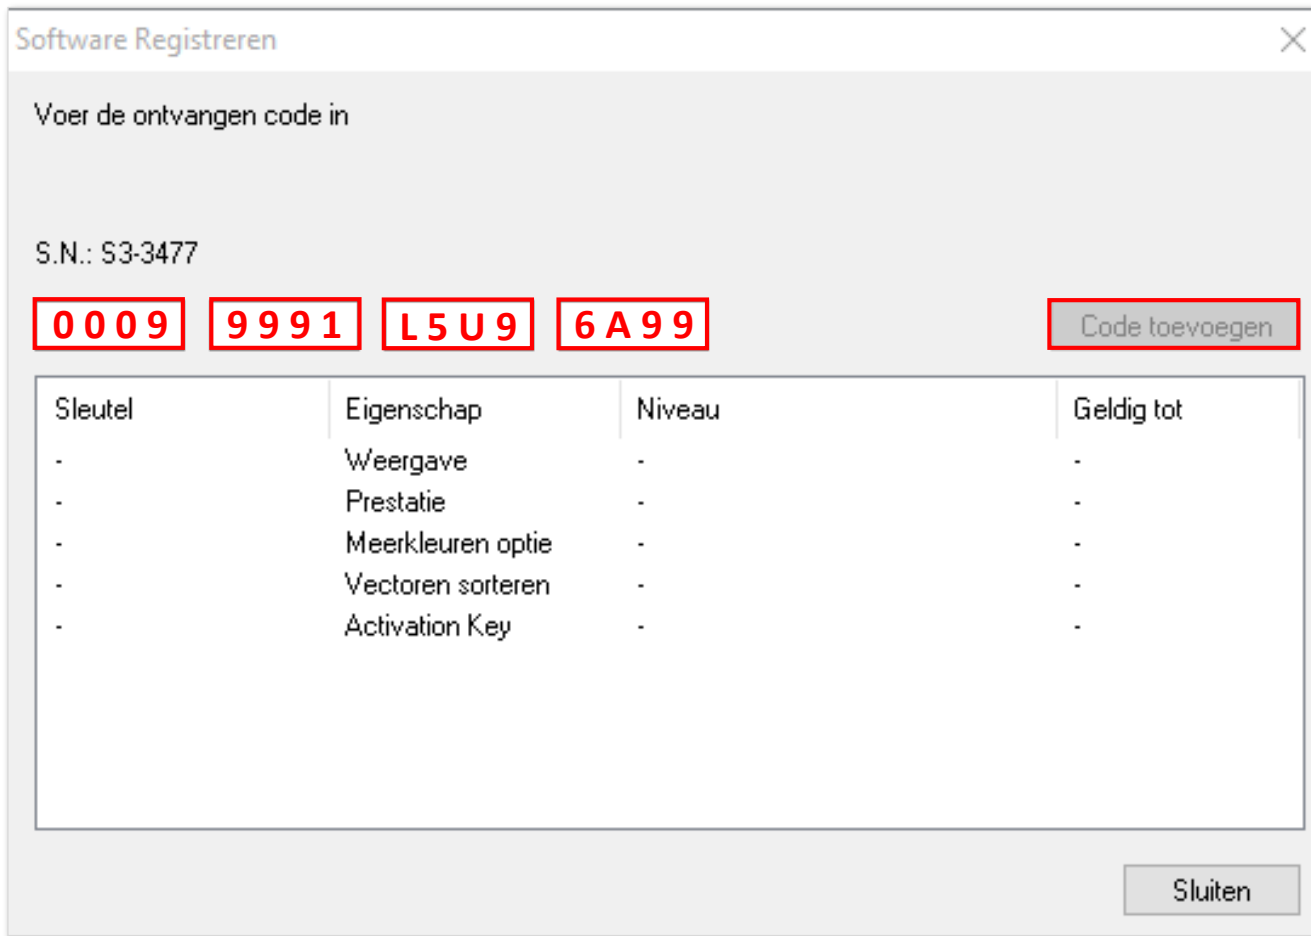 Software Registreren
Voer de ontvangen code in
S.N.: S3-3477
0009 9991 L5U9 6A99 Code toevoegen
Sleutel Eigenschap Niveau Geldig tot
- Weergave - -
- Prestatie - -
- Meerkleuren optie - -
- Vectoren sorteren - -
- Activation Key - -
Sluiten